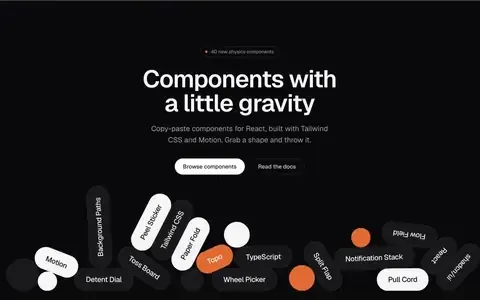 40 new physics components
Components with
a little gravity
Copy-paste components for React, built with Tailwind
CSS and Motion. Grab a shape and throw it.
Browse components
Read the docs
Background Paths
Peel Sticker
Tailwind CSS
Paper Fold
Flow Field
Motion
Topo
TypeScript
Split Flap
Notification Stack
React
shadcn/ui
Detent Dial
Toss Board
Wheel Picker
Pull Cord